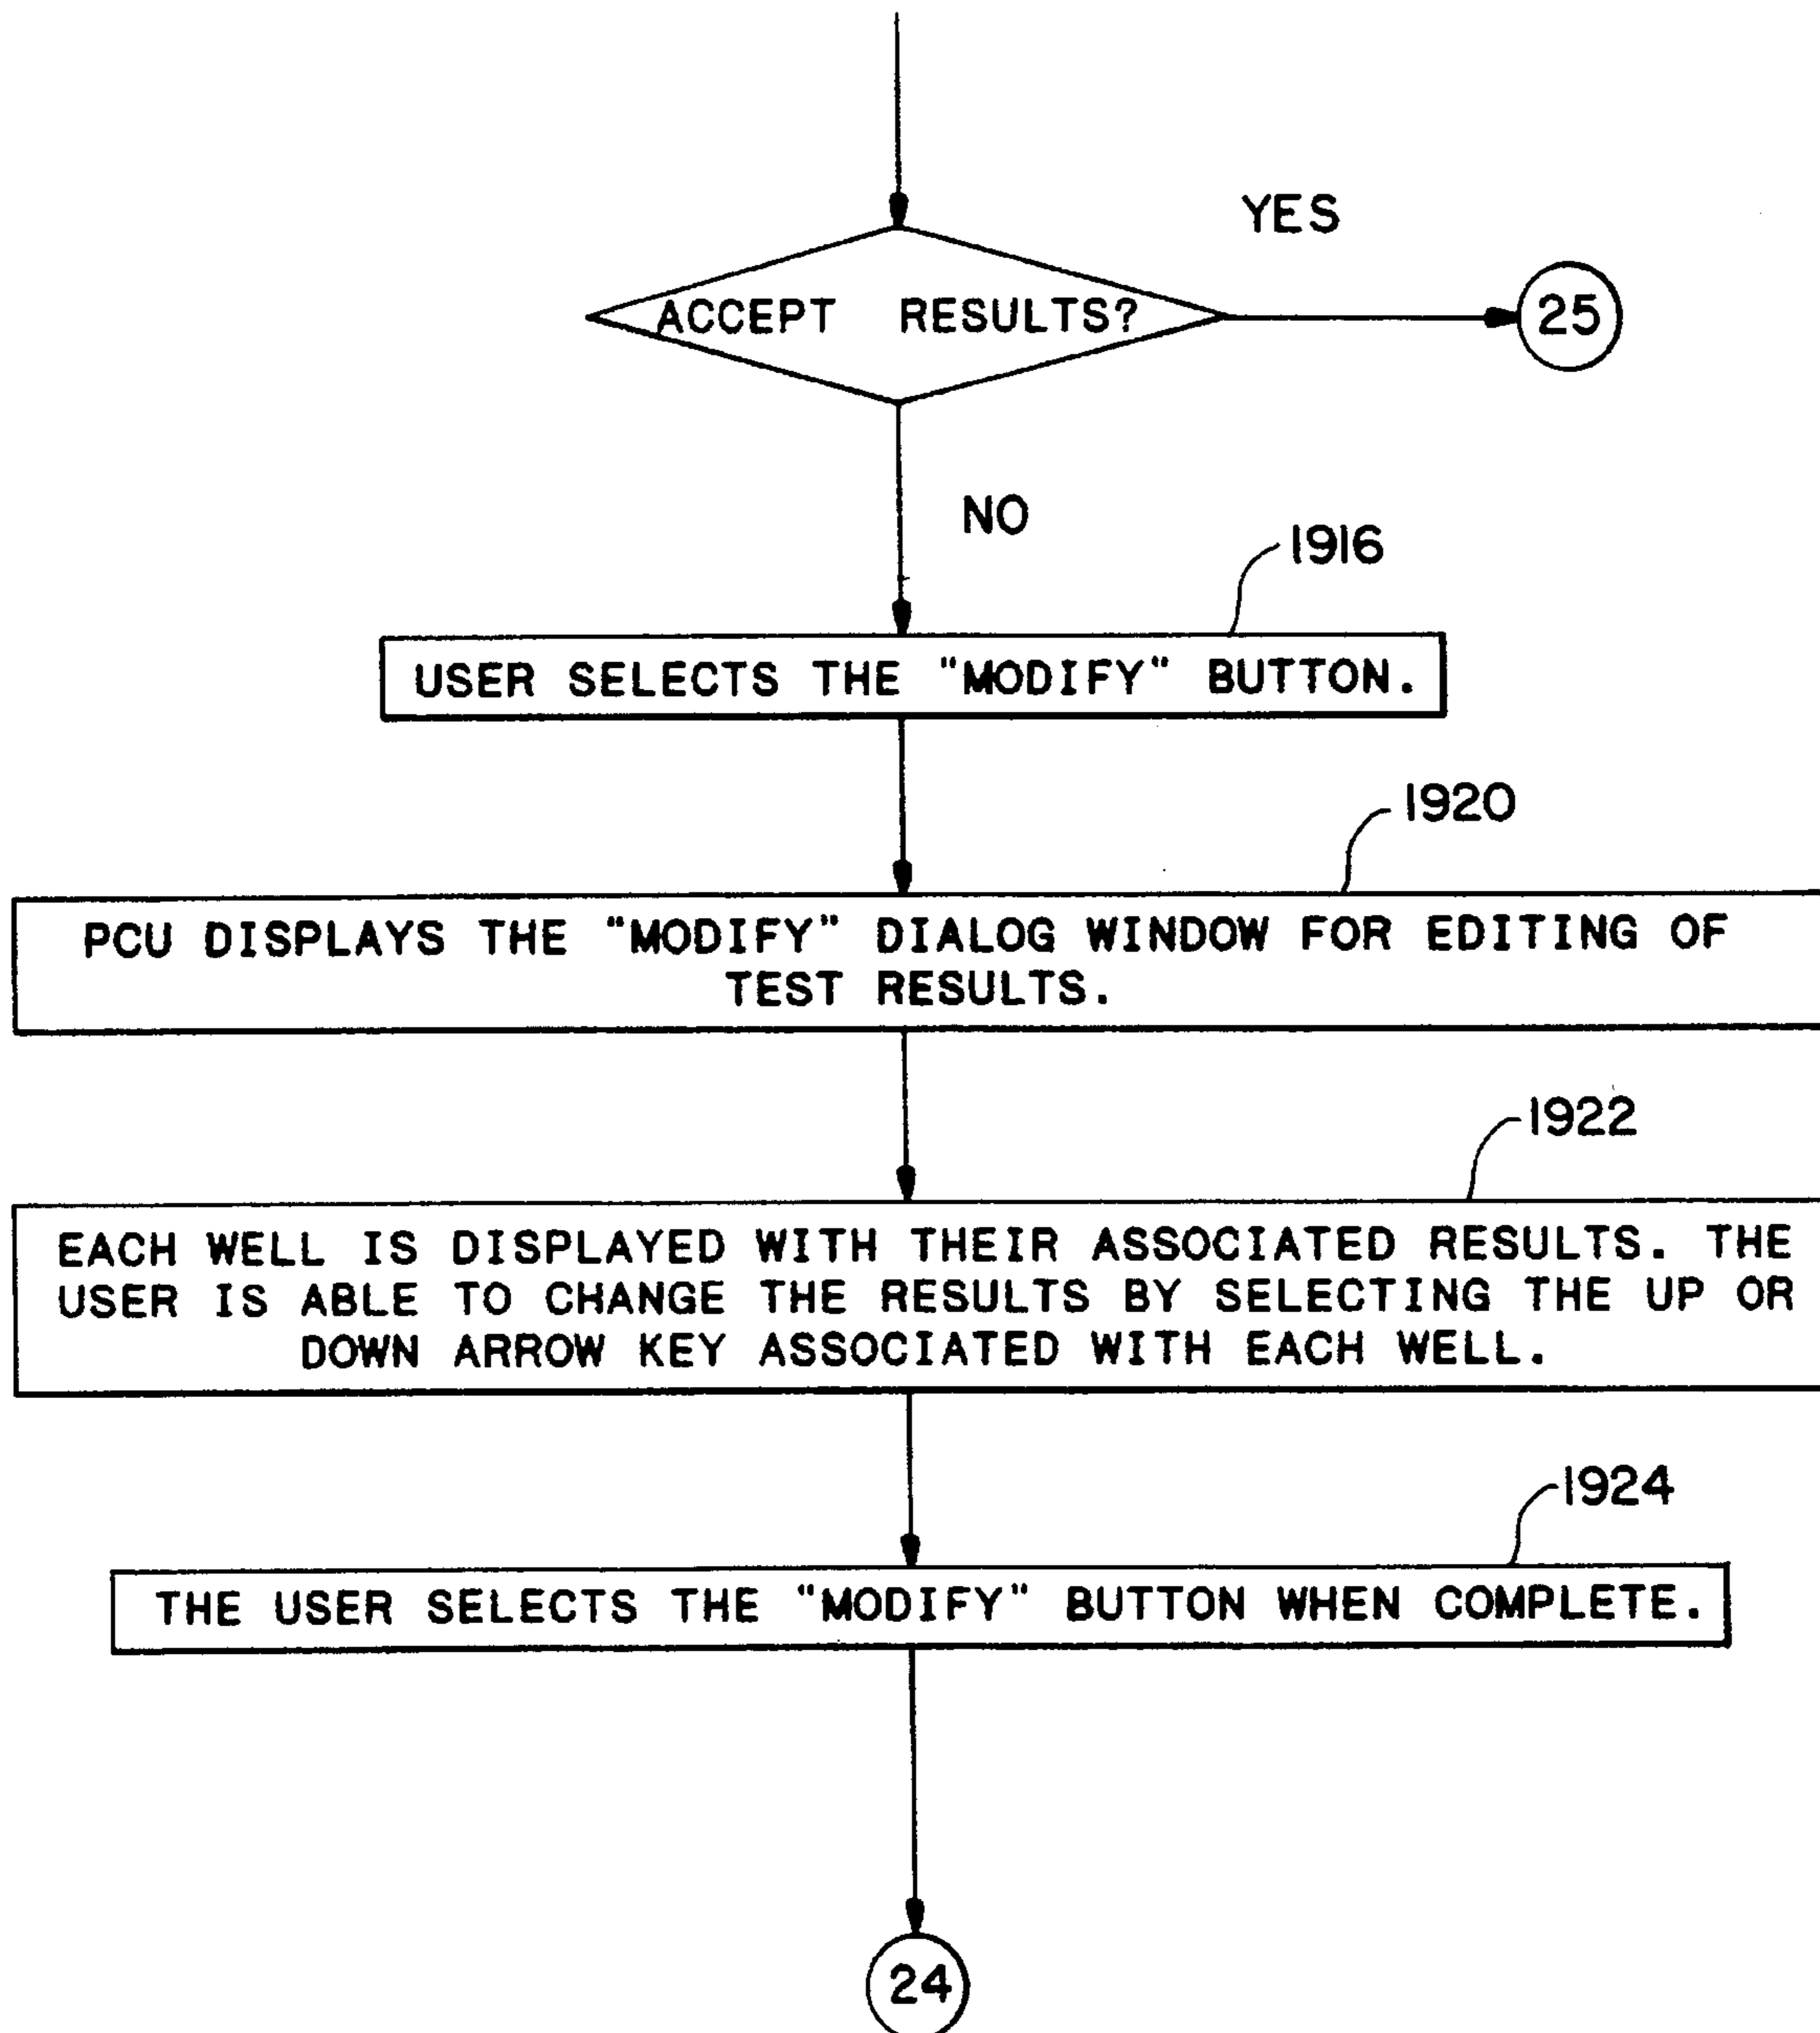 YES
ACCEPT RESULTS?
25
NO
1916
USER SELECTS THE "MODIFY" BUTTON.
1920
PCU DISPLAYS THE "MODIFY" DIALOG WINDOW FOR EDITING OF
TEST RESULTS.
1922
EACH WELL IS DISPLAYED WITH THEIR ASSOCIATED RESULTS. THE
USER IS ABLE TO CHANGE THE RESULTS BY SELECTING THE UP OR
DOWN ARROW KEY ASSOCIATED WITH EACH WELL.
1924
THE USER SELECTS THE "MODIFY" BUTTON WHEN COMPLETE.
24